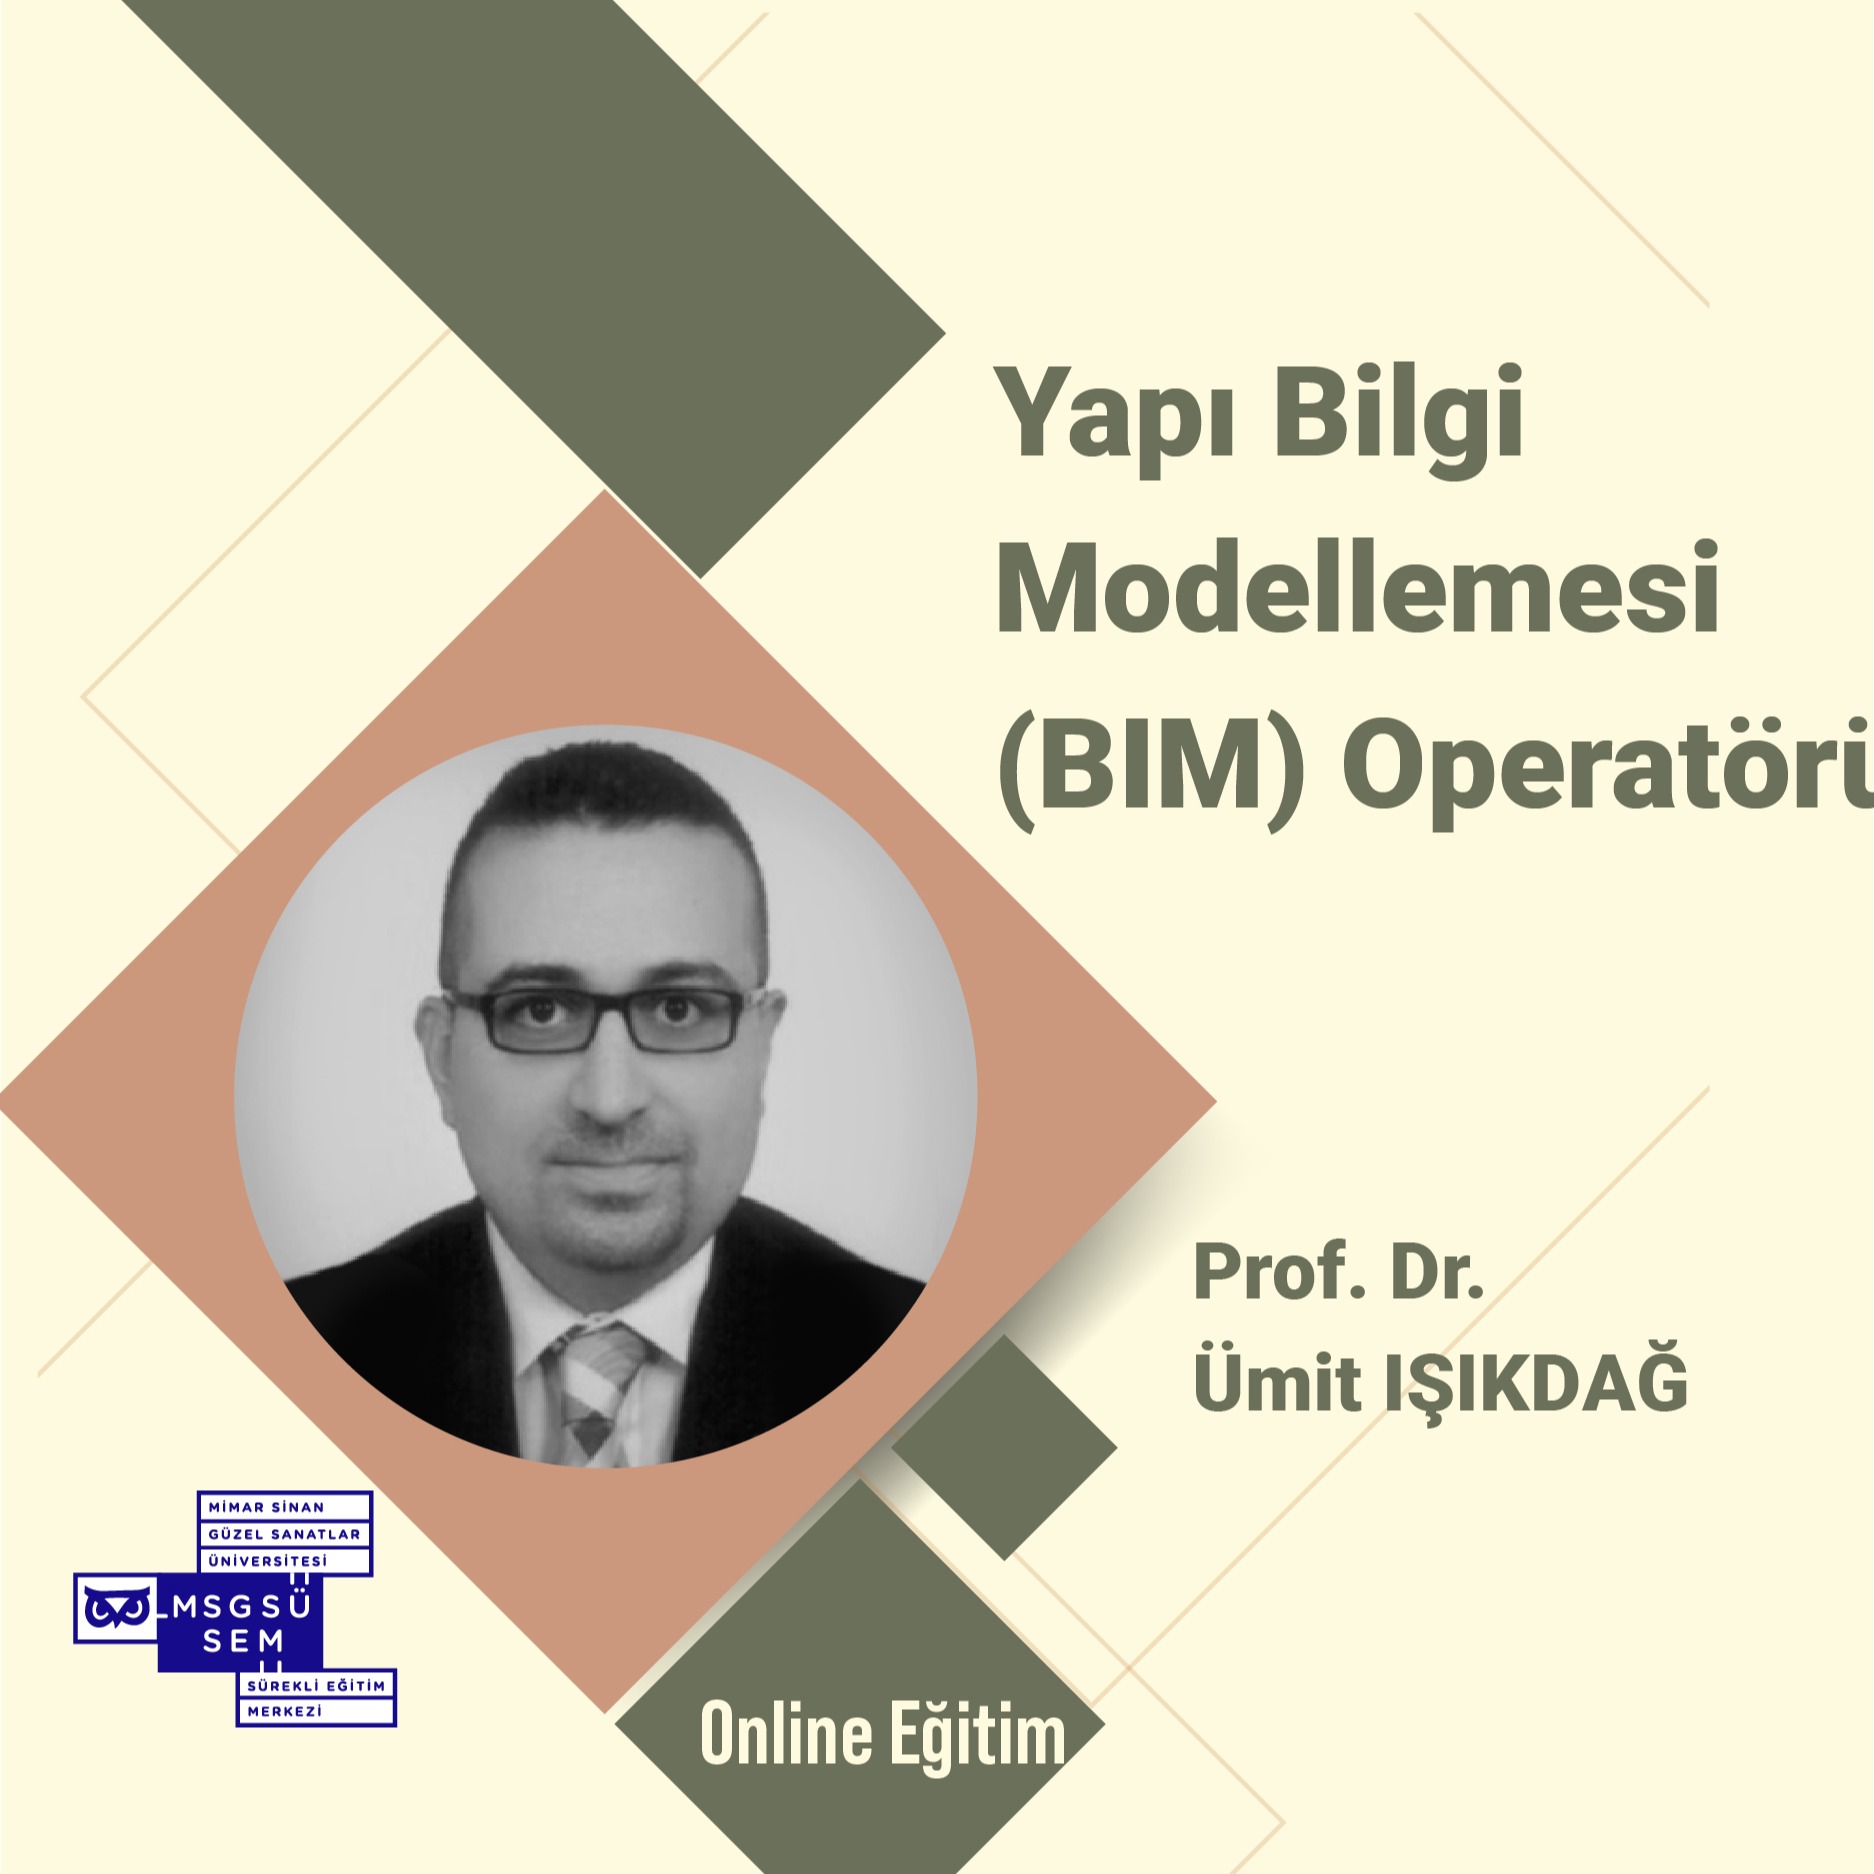 Yapı Bilgi
Modellemesi
(BIM) Operatörü
Prof. Dr.
Ümit IŞIKDAĞ
MİMAR SİNAN
GÜZEL SANATLAR
ÜNİVERSİTESİ
MSGSÜ
SEM
SÜREKLİ EĞİTİM
MERKEZİ
Online Eğitim